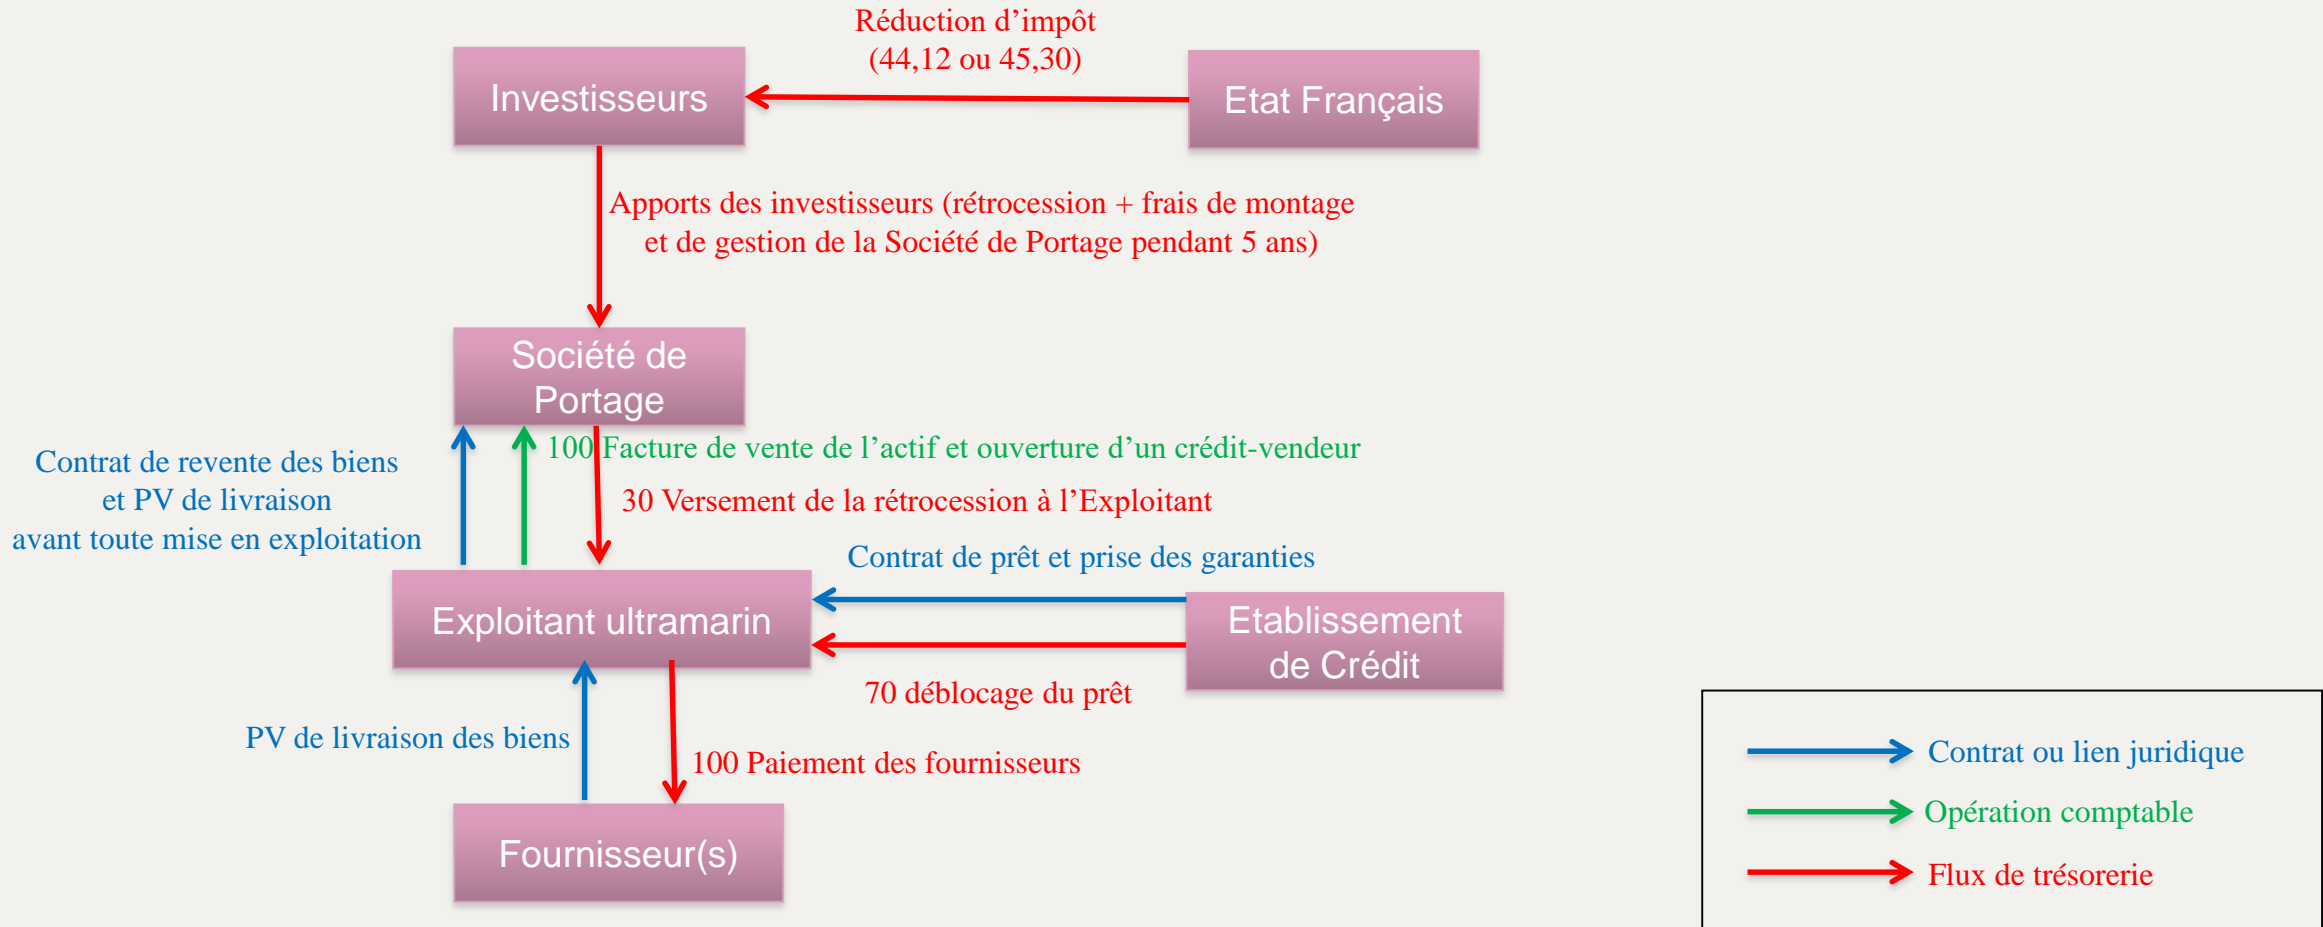 Réduction d’impôt
(44,12 ou 45,30)
Investisseurs
Etat Français
Apports des investisseurs (rétrocession + frais de montage
et de gestion de la Société de Portage pendant 5 ans)
Société de
Portage
100 Facture de vente de l’actif et ouverture d’un crédit-vendeur
Contrat de revente des biens
et PV de livraison
avant toute mise en exploitation
30 Versement de la rétrocession à l’Exploitant
Contrat de prêt et prise des garanties
Exploitant ultramarin
Etablissement
de Crédit
70 déblocage du prêt
PV de livraison des biens
100 Paiement des fournisseurs
Fournisseur(s)
Contrat ou lien juridique
Opération comptable
Flux de trésorerie